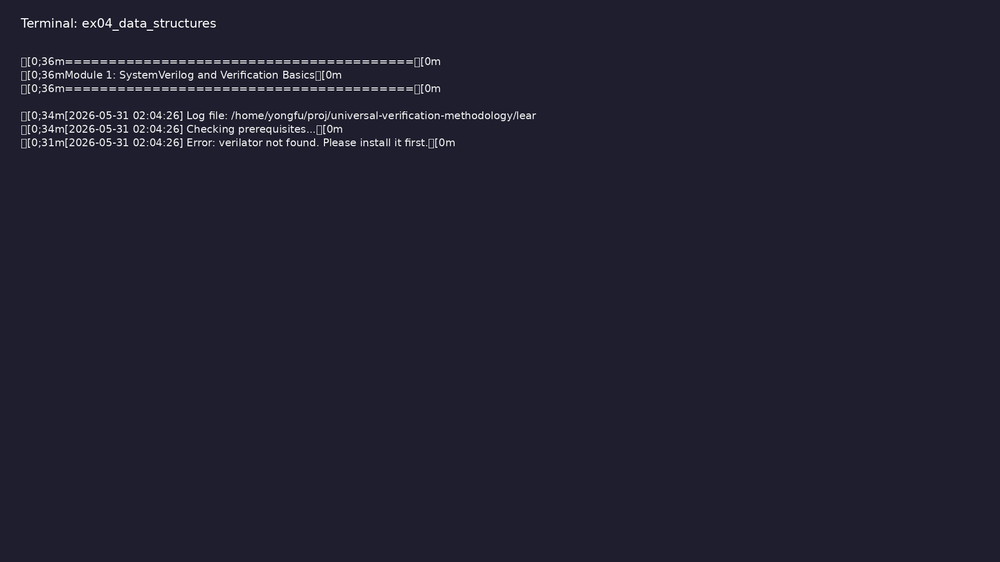 Terminal: ex04_data_structures
[0;36m========================================[0m
[0;36mModule 1: SystemVerilog and Verification Basics[0m
[0;36m========================================[0m
[0;34m[2026-05-31 02:04:26] Log file: /home/yongfu/proj/universal-verification-methodology/lear
[0;34m[2026-05-31 02:04:26] Checking prerequisites...[0m
[0;31m[2026-05-31 02:04:26] Error: verilator not found. Please install it first.[0m